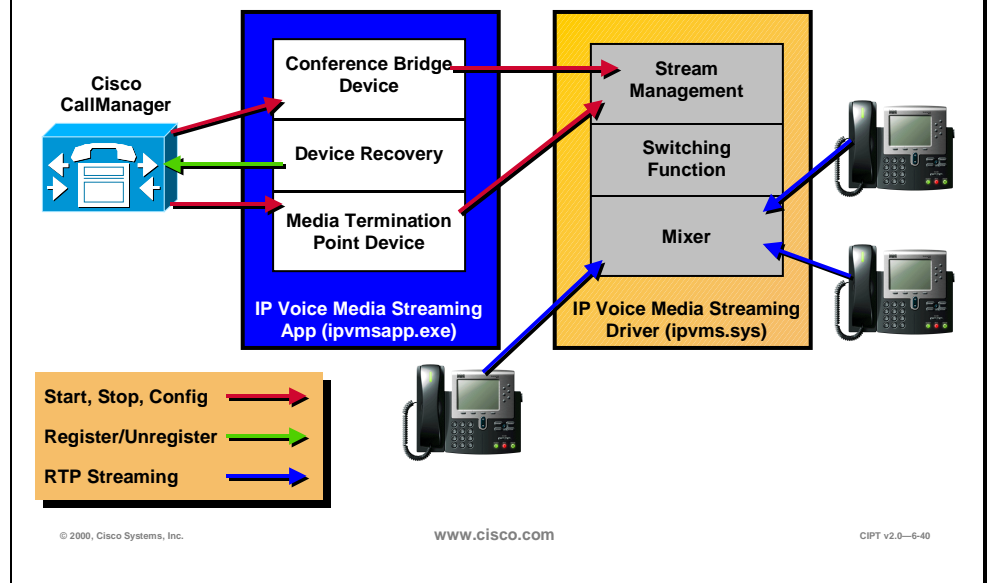 Cisco
CallManager
Conference Bridge
Device
Device Recovery
Media Termination
Point Device
IP Voice Media Streaming
App (ipvmsapp.exe)
Stream
Management
Switching
Function
Mixer
IP Voice Media Streaming
Driver (ipvms.sys)
Start, Stop, Config
Register/Unregister
RTP Streaming
© 2000, Cisco Systems, Inc.
www.cisco.com
CIPT v2.0—6-40